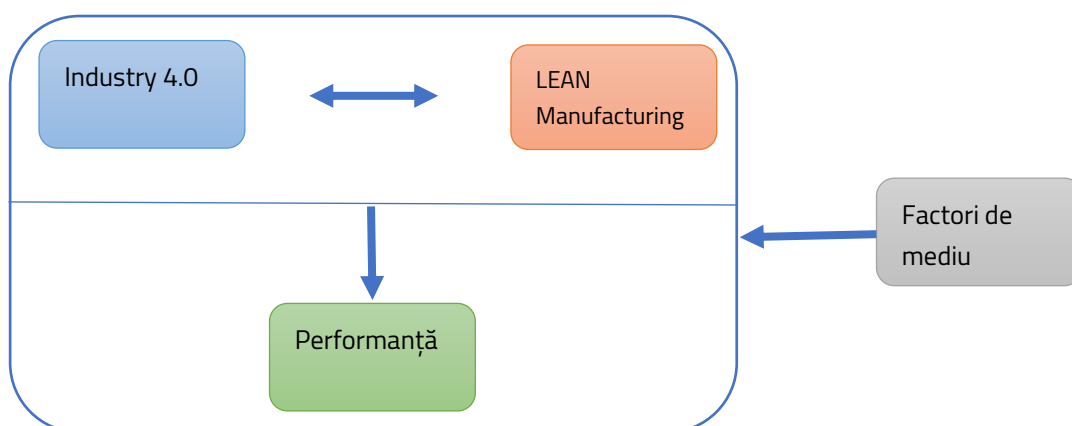 Industry 4.0
LEAN
Manufacturing
Factori de
mediu
Performanță